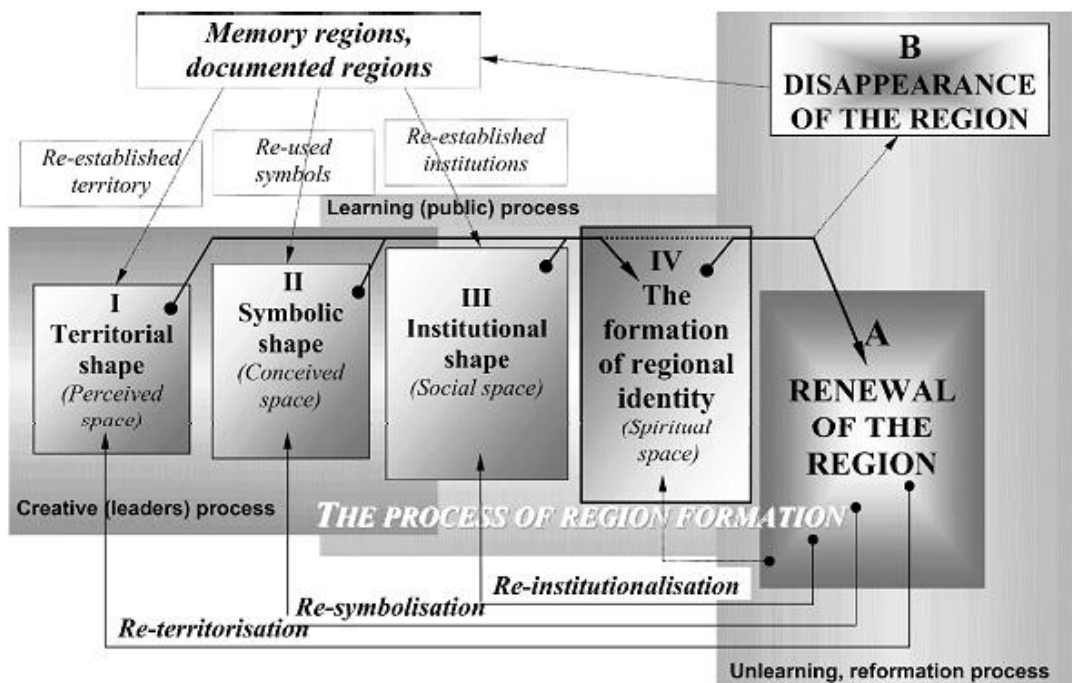 Memory regions,
documented regions
B
DISAPPEARANCE
OF THE REGION
Re-established
territory
Re-used
symbols
Re-established
institutions
Learning (public) process
I
Territorial
shape
(Perceived
space)
II
Symbolic
shape
(Conceived
space)
III
Institutional
shape
(Social space)
IV
The
formation
of regional
identity
(Spiritual
space)
A
RENEWAL
OF THE
REGION
Creative (leaders) process
THE PROCESS OF REGION FORMATION
Re-institutionalisation
Re-symbolisation
Re-territorisation
Unlearning, reformation process